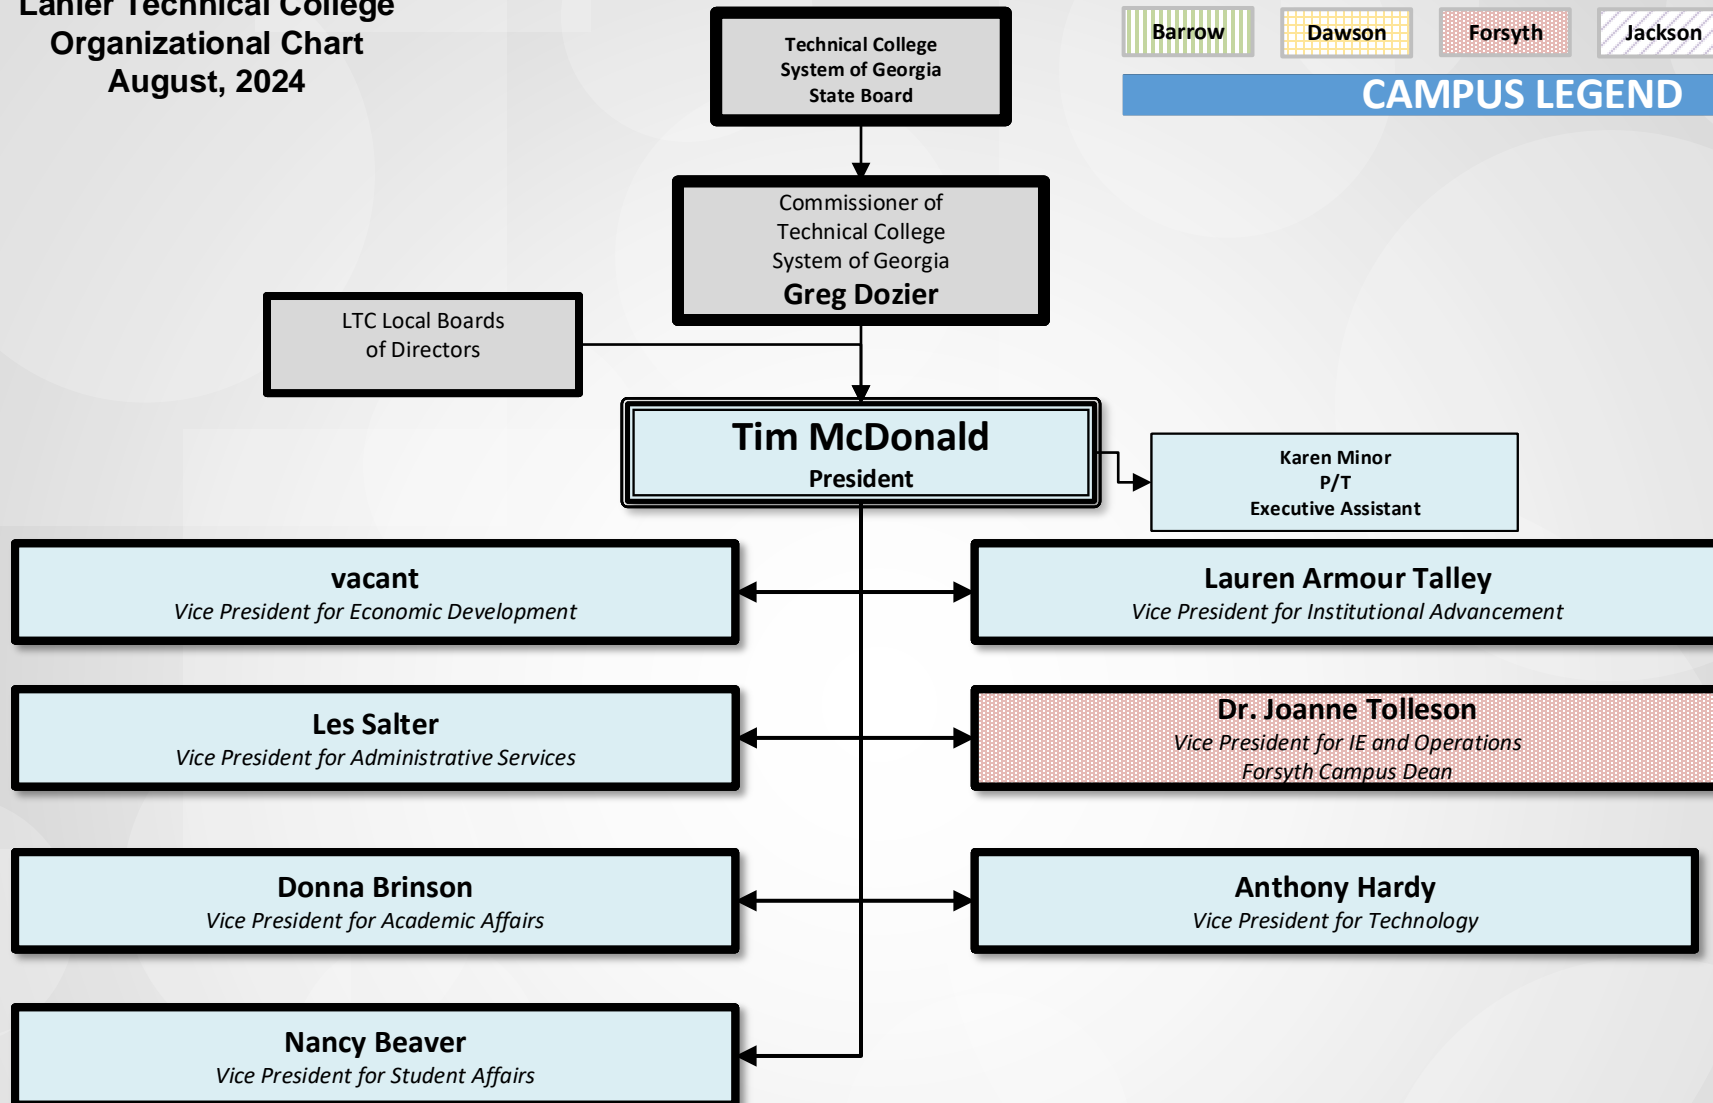 Lanier Technical College
Organizational Chart
August, 2024
Technical College
System of Georgia
State Board
Barrow
Dawson
Forsyth
Jackson
CAMPUS LEGEND
Commissioner of
Technical College
System of Georgia
Greg Dozier
LTC Local Boards
of Directors
Tim McDonald
President
Karen Minor
P/T
Executive Assistant
vacant
Vice President for Economic Development
Lauren Armour Talley
Vice President for Institutional Advancement
Les Salter
Vice President for Administrative Services
Dr. Joanne Tolleson
Vice President for IE and Operations
Forsyth Campus Dean
Donna Brinson
Vice President for Academic Affairs
Anthony Hardy
Vice President for Technology
Nancy Beaver
Vice President for Student Affairs